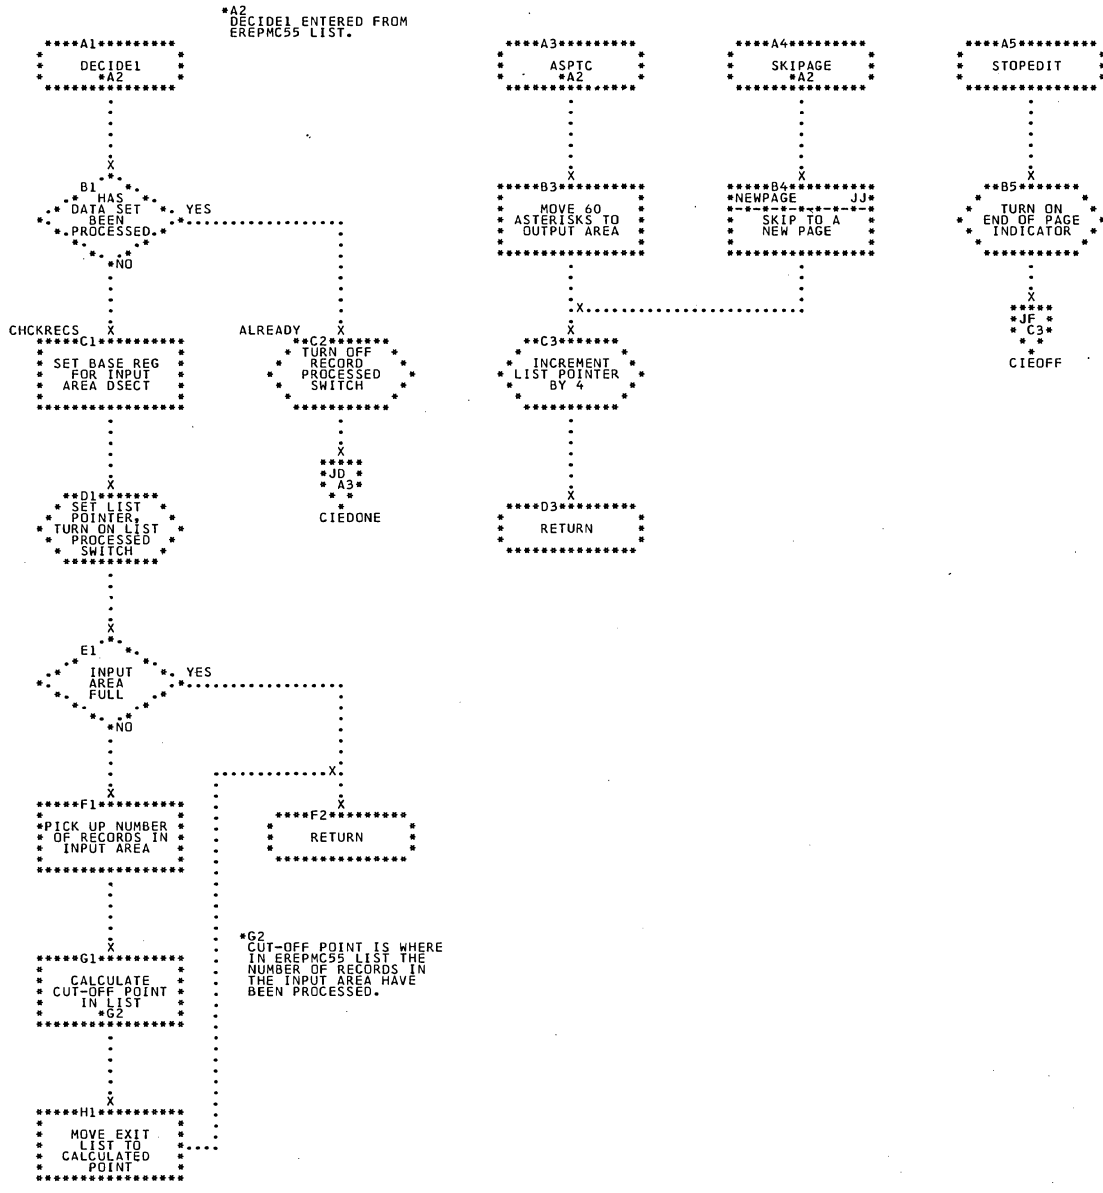 *A2
DECIDE1 ENTERED FROM
EREPMC55 LIST.
A1
DECIDE1
*A2
A3
ASPTC
*A2
A4
SKIPAGE
*A2
A5
STOPEDIT
B1
HAS
DATA SET
BEEN
PROCESSED.
YES
NO
B3
MOVE 60
ASTERISKS TO
OUTPUT AREA
B4
NEWPAGE JJ
SKIP TO A
NEW PAGE
B5
TURN ON
END OF PAGE
INDICATOR
JF
C3
CIEOFF
CHCKRECS
C1
SET BASE REG
FOR INPUT
AREA DSECT
ALREADY
C2
TURN OFF
RECORD
PROCESSED
SWITCH
C3
INCREMENT
LIST POINTER
BY 4
JD
A3
CIEDONE
D1
SET LIST
POINTER,
TURN ON LIST
PROCESSED
SWITCH
D3
RETURN
E1
INPUT
AREA
FULL
YES
NO
F1
PICK UP NUMBER
OF RECORDS IN
INPUT AREA
F2
RETURN
G1
CALCULATE
CUT-OFF POINT
IN LIST
*G2
*G2
CUT-OFF POINT IS WHERE
IN EREPMC55 LIST THE
NUMBER OF RECORDS IN
THE INPUT AREA HAVE
BEEN PROCESSED.
H1
MOVE EXIT
LIST TO
CALCULATED
POINT